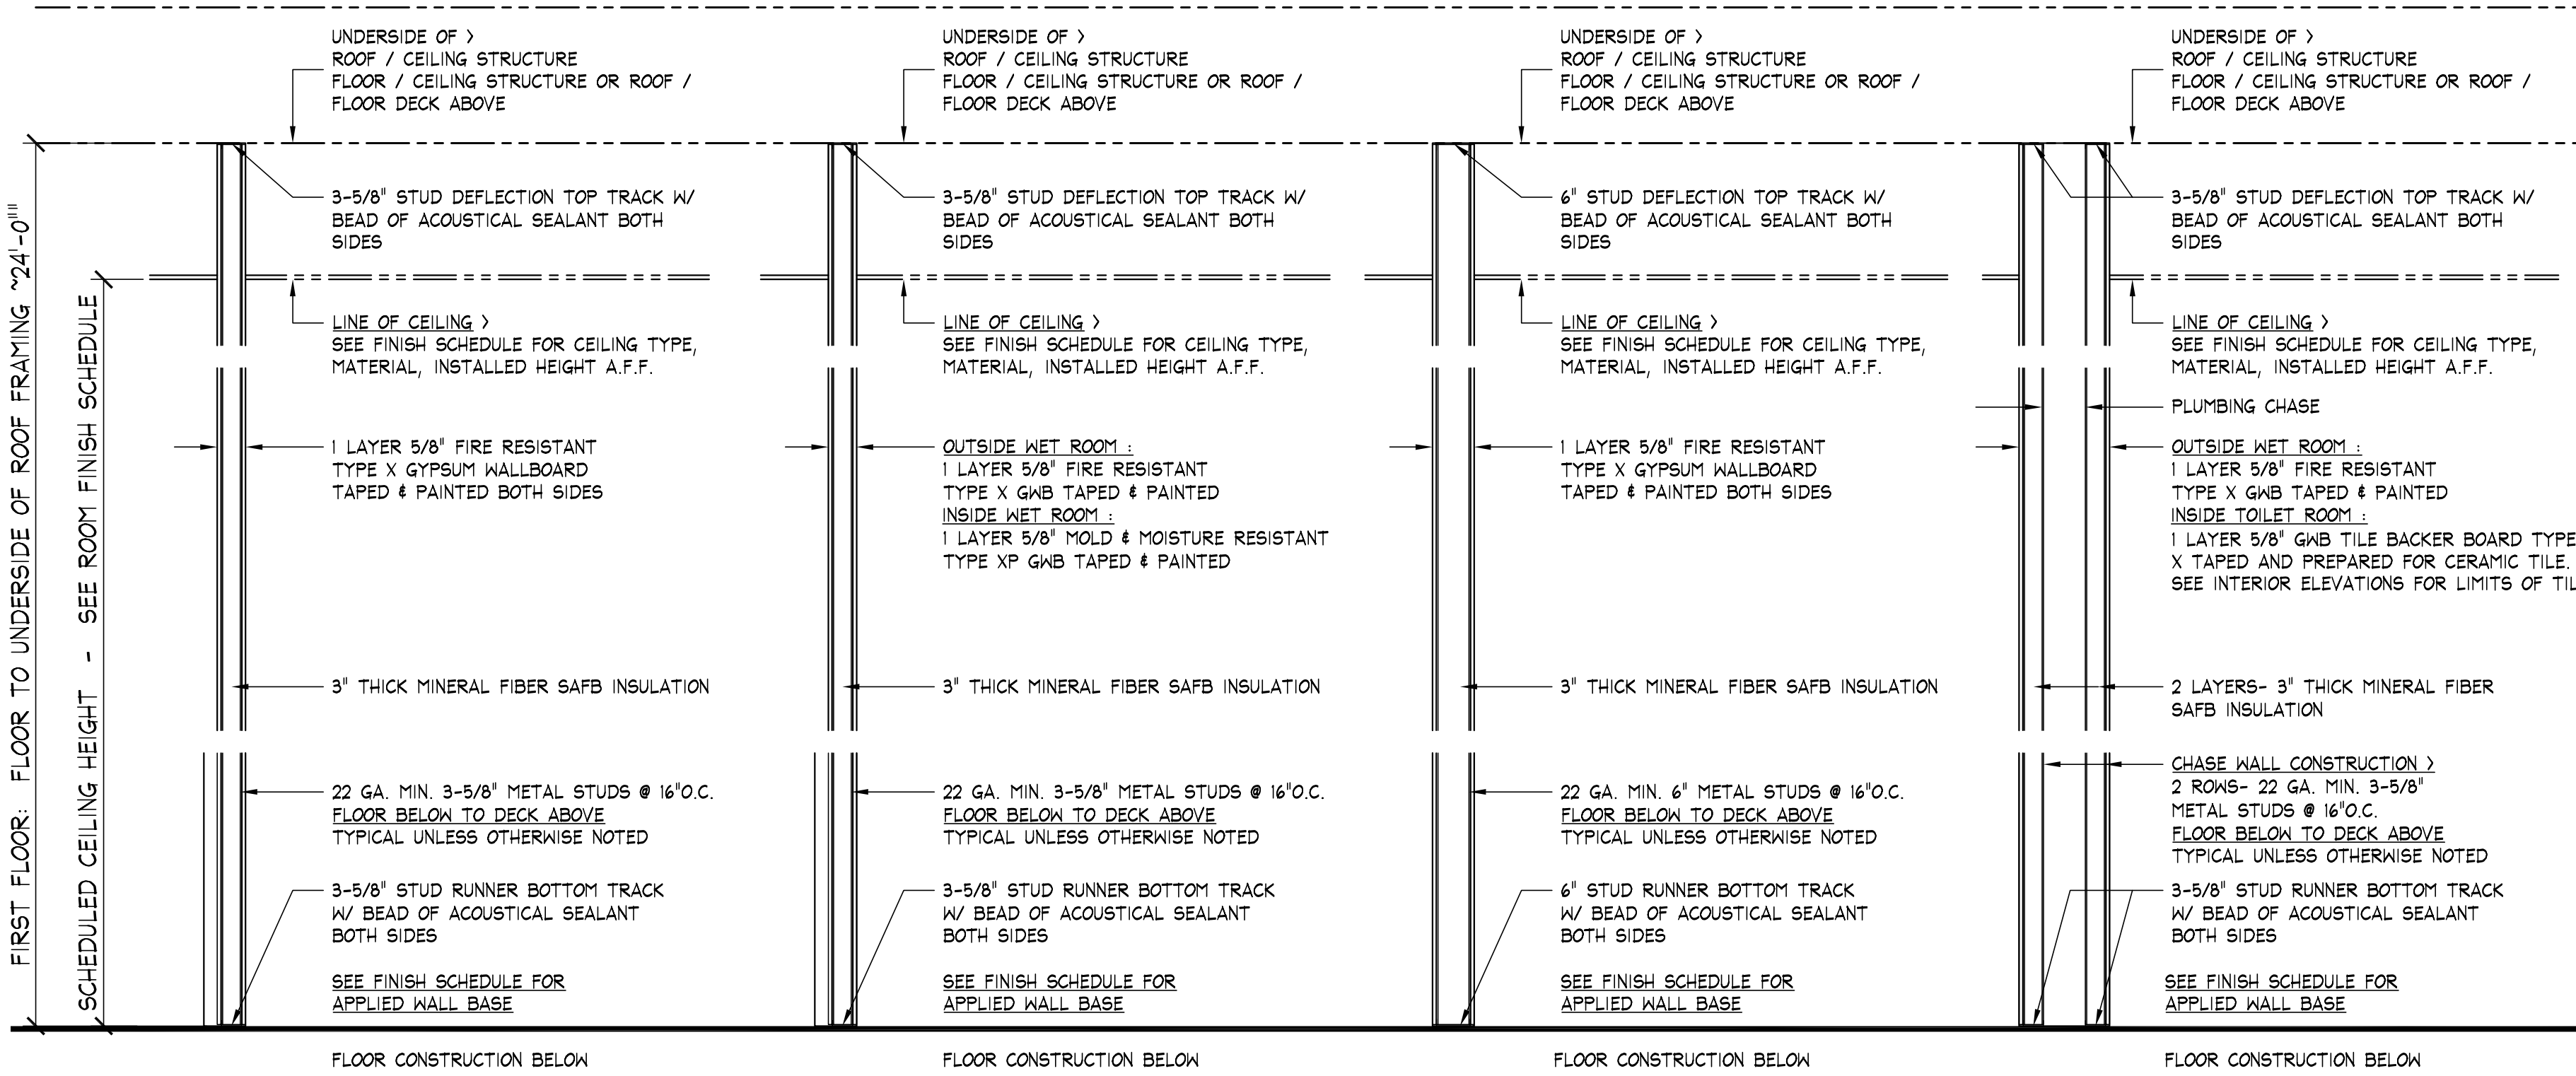 FIRST FLOOR: FLOOR TO UNDERSIDE OF ROOF FRAMING ~24'-0""
SCHEDULED CEILING HEIGHT - SEE ROOM FINISH SCHEDULE
UNDERSIDE OF >
ROOF / CEILING STRUCTURE
FLOOR / CEILING STRUCTURE OR ROOF /
FLOOR DECK ABOVE
3-5/8" STUD DEFLECTION TOP TRACK W/
BEAD OF ACOUSTICAL SEALANT BOTH
SIDES
LINE OF CEILING >
SEE FINISH SCHEDULE FOR CEILING TYPE,
MATERIAL, INSTALLED HEIGHT A.F.F.
1 LAYER 5/8" FIRE RESISTANT
TYPE X GYPSUM WALLBOARD
TAPED & PAINTED BOTH SIDES
3" THICK MINERAL FIBER SAFB INSULATION
22 GA. MIN. 3-5/8" METAL STUDS @ 16"O.C.
FLOOR BELOW TO DECK ABOVE
TYPICAL UNLESS OTHERWISE NOTED
3-5/8" STUD RUNNER BOTTOM TRACK
W/ BEAD OF ACOUSTICAL SEALANT
BOTH SIDES
SEE FINISH SCHEDULE FOR
APPLIED WALL BASE
FLOOR CONSTRUCTION BELOW
UNDERSIDE OF >
ROOF / CEILING STRUCTURE
FLOOR / CEILING STRUCTURE OR ROOF /
FLOOR DECK ABOVE
3-5/8" STUD DEFLECTION TOP TRACK W/
BEAD OF ACOUSTICAL SEALANT BOTH
SIDES
LINE OF CEILING >
SEE FINISH SCHEDULE FOR CEILING TYPE,
MATERIAL, INSTALLED HEIGHT A.F.F.
OUTSIDE WET ROOM :
1 LAYER 5/8" FIRE RESISTANT
TYPE X GWB TAPED & PAINTED
INSIDE WET ROOM :
1 LAYER 5/8" MOLD & MOISTURE RESISTANT
TYPE XP GWB TAPED & PAINTED
3" THICK MINERAL FIBER SAFB INSULATION
22 GA. MIN. 3-5/8" METAL STUDS @ 16"O.C.
FLOOR BELOW TO DECK ABOVE
TYPICAL UNLESS OTHERWISE NOTED
3-5/8" STUD RUNNER BOTTOM TRACK
W/ BEAD OF ACOUSTICAL SEALANT
BOTH SIDES
SEE FINISH SCHEDULE FOR
APPLIED WALL BASE
FLOOR CONSTRUCTION BELOW
UNDERSIDE OF >
ROOF / CEILING STRUCTURE
FLOOR / CEILING STRUCTURE OR ROOF /
FLOOR DECK ABOVE
6" STUD DEFLECTION TOP TRACK W/
BEAD OF ACOUSTICAL SEALANT BOTH
SIDES
LINE OF CEILING >
SEE FINISH SCHEDULE FOR CEILING TYPE,
MATERIAL, INSTALLED HEIGHT A.F.F.
1 LAYER 5/8" FIRE RESISTANT
TYPE X GYPSUM WALLBOARD
TAPED & PAINTED BOTH SIDES
3" THICK MINERAL FIBER SAFB INSULATION
22 GA. MIN. 6" METAL STUDS @ 16"O.C.
FLOOR BELOW TO DECK ABOVE
TYPICAL UNLESS OTHERWISE NOTED
6" STUD RUNNER BOTTOM TRACK
W/ BEAD OF ACOUSTICAL SEALANT
BOTH SIDES
SEE FINISH SCHEDULE FOR
APPLIED WALL BASE
FLOOR CONSTRUCTION BELOW
UNDERSIDE OF >
ROOF / CEILING STRUCTURE
FLOOR / CEILING STRUCTURE OR ROOF /
FLOOR DECK ABOVE
3-5/8" STUD DEFLECTION TOP TRACK W/
BEAD OF ACOUSTICAL SEALANT BOTH
SIDES
LINE OF CEILING >
SEE FINISH SCHEDULE FOR CEILING TYPE,
MATERIAL, INSTALLED HEIGHT A.F.F.
PLUMBING CHASE
OUTSIDE WET ROOM :
1 LAYER 5/8" FIRE RESISTANT
TYPE X GWB TAPED & PAINTED
INSIDE TOILET ROOM :
1 LAYER 5/8" GWB TILE BACKER BOARD TYPE
X TAPED AND PREPARED FOR CERAMIC TILE.
SEE INTERIOR ELEVATIONS FOR LIMITS OF
2 LAYERS- 3" THICK MINERAL FIBER
SAFB INSULATION
CHASE WALL CONSTRUCTION >
2 ROWS- 22 GA. MIN. 3-5/8"
METAL STUDS @ 16"O.C.
FLOOR BELOW TO DECK ABOVE
TYPICAL UNLESS OTHERWISE NOTED
3-5/8" STUD RUNNER BOTTOM TRACK
W/ BEAD OF ACOUSTICAL SEALANT
BOTH SIDES
SEE FINISH SCHEDULE FOR
APPLIED WALL BASE
FLOOR CONSTRUCTION BELOW